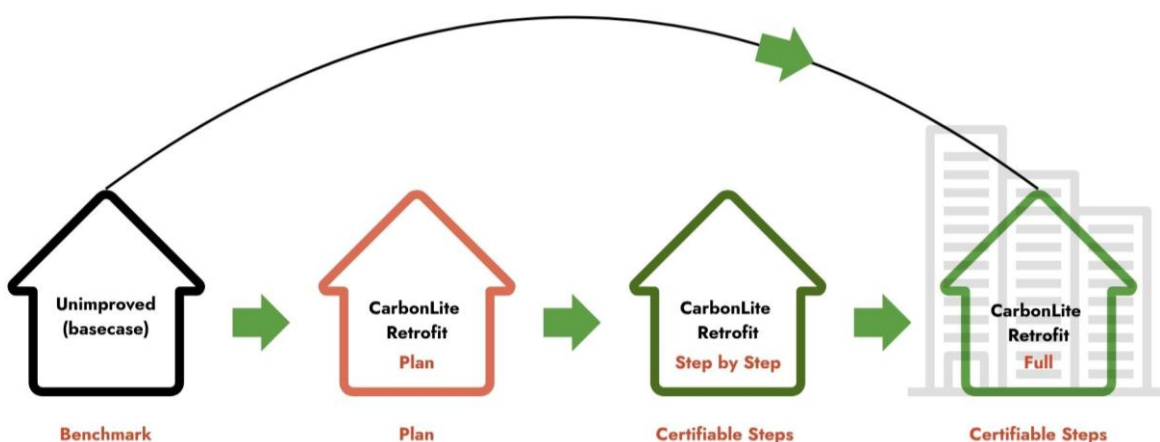 Unimproved
(basecase)
CarbonLite
Retrofit
Plan
CarbonLite
Retrofit
Step by Step
CarbonLite
Retrofit
Full
Benchmark
Plan
Certifiable Steps
Certifiable Steps